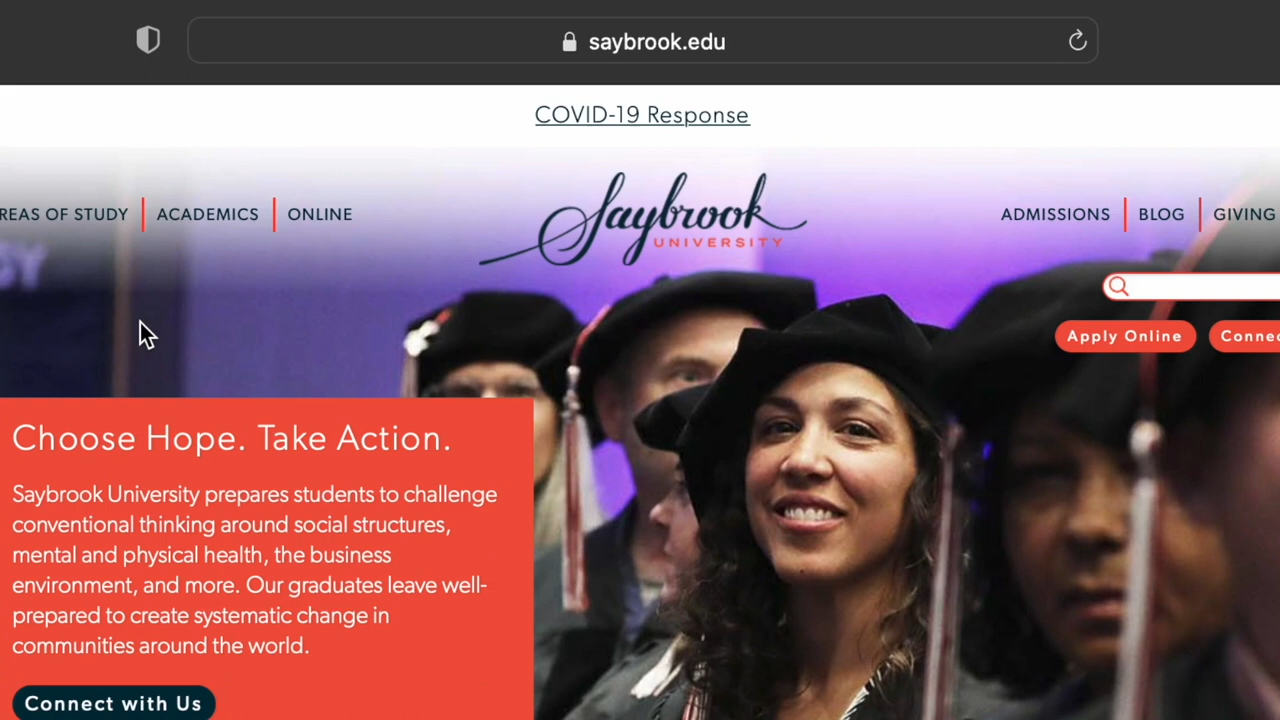 saybrook.edu
COVID-19 Response
REAS OF STUDY
ACADEMICS
ONLINE
Saybrook
UNIVERSITY
ADMISSIONS
BLOG
GIVING
Apply Online
Connec
Choose Hope. Take Action.
Saybrook University prepares students to challenge
conventional thinking around social structures,
mental and physical health, the business
environment, and more. Our graduates leave well-
prepared to create systematic change in
communities around the world.
Connect with Us